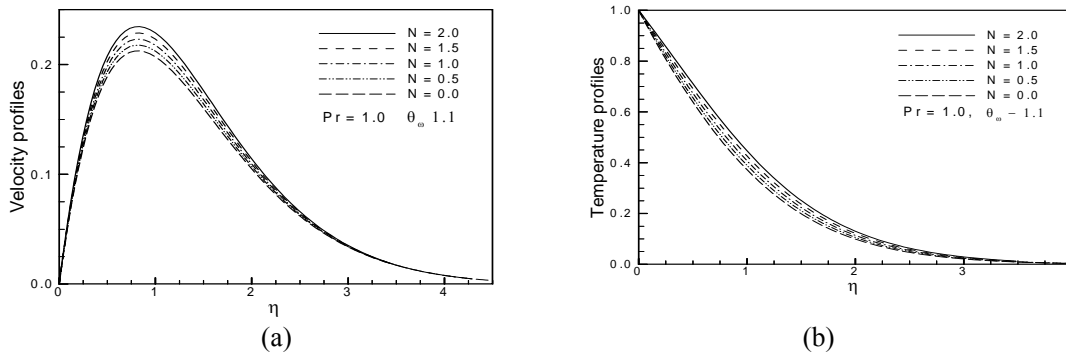 Velocity profiles
0.2
0.1
0.0
0 1 2 3 4
η
N = 2.0
N = 1.5
N = 1.0
N = 0.5
N = 0.0
Pr = 1.0 θω 1.1
(a)
Temperature profiles
1.0
0.8
0.6
0.4
0.2
0.0
0 1 2 3
η
N = 2.0
N = 1.5
N = 1.0
N = 0.5
N = 0.0
Pr = 1.0, θω – 1.1
(b)